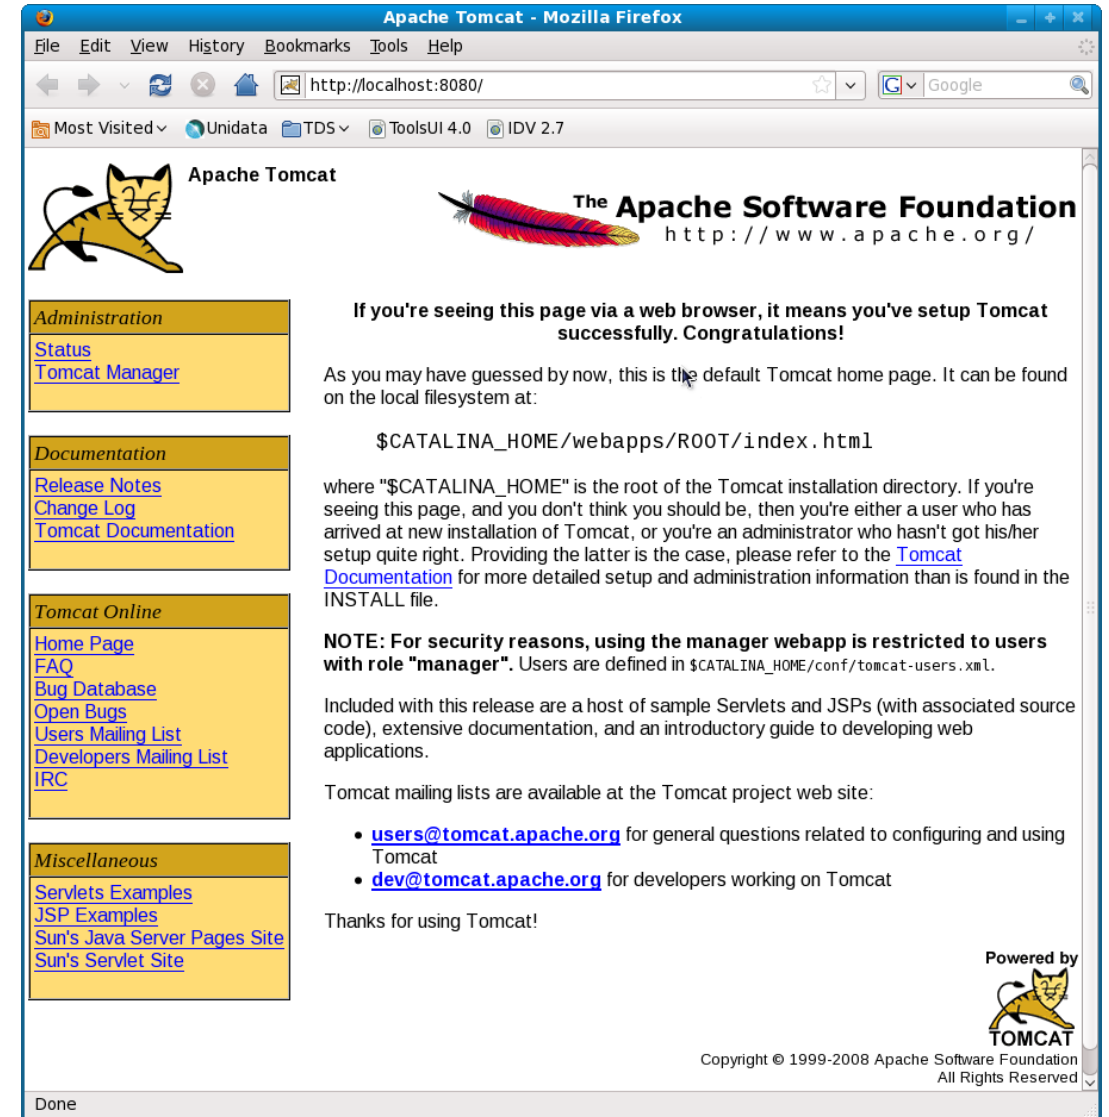 Apache Tomcat - Mozilla Firefox
File Edit View History Bookmarks Tools Help
http://localhost:8080/
G Google
Most Visited Unidata TDS ToolsUI 4.0 IDV 2.7
Apache Tomcat
The Apache Software Foundation
http://www.apache.org/
Administration
Status
Tomcat Manager
Documentation
Release Notes
Change Log
Tomcat Documentation
Tomcat Online
Home Page
FAQ
Bug Database
Open Bugs
Users Mailing List
Developers Mailing List
IRC
Miscellaneous
Servlets Examples
JSP Examples
Sun's Java Server Pages Site
Sun's Servlet Site
If you're seeing this page via a web browser, it means you've setup Tomcat
successfully. Congratulations!
As you may have guessed by now, this is the default Tomcat home page. It can be found
on the local filesystem at:
$CATALINA_HOME/webapps/ROOT/index.html
where "$CATALINA_HOME" is the root of the Tomcat installation directory. If you're
seeing this page, and you don't think you should be, then you're either a user who has
arrived at new installation of Tomcat, or you're an administrator who hasn't got his/her
setup quite right. Providing the latter is the case, please refer to the Tomcat
Documentation for more detailed setup and administration information than is found in the
INSTALL file.
NOTE: For security reasons, using the manager webapp is restricted to users
with role "manager". Users are defined in $CATALINA_HOME/conf/tomcat-users.xml.
Included with this release are a host of sample Servlets and JSPs (with associated source
code), extensive documentation, and an introductory guide to developing web
applications.
Tomcat mailing lists are available at the Tomcat project web site:
• users@tomcat.apache.org for general questions related to configuring and using
Tomcat
• dev@tomcat.apache.org for developers working on Tomcat
Thanks for using Tomcat!
Powered by
TOMCAT
Copyright © 1999-2008 Apache Software Foundation
All Rights Reserved
Done